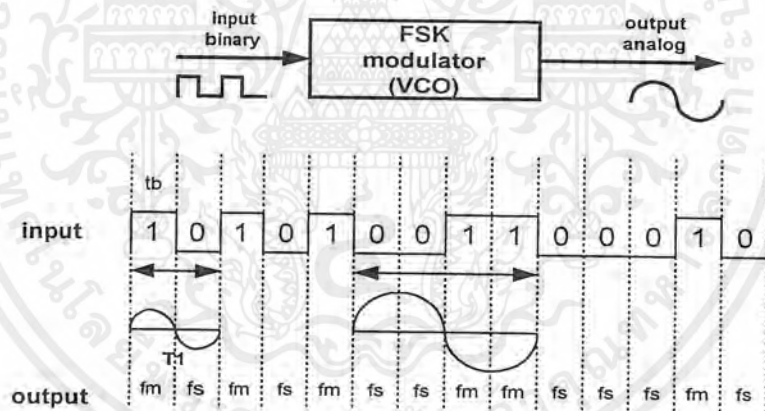 input
binary
FSK
modulator
(VCO)
output
analog
tb
input 1 0 1 0 1 0 0 1 1 0 0 0 1 0
T1
output fm fs fm fs fm fs fs fm fm fs fs fs fm fs